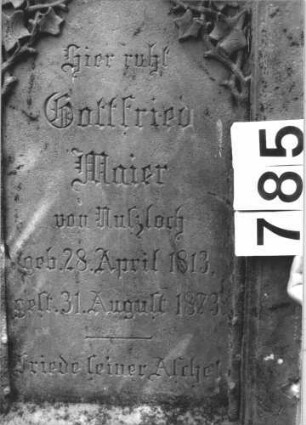 Hier ruht
Gottfried
Maier
von Nußloch
geb. 28. April 1813,
gest. 31. August 1873.
Friede seiner Asche!
785